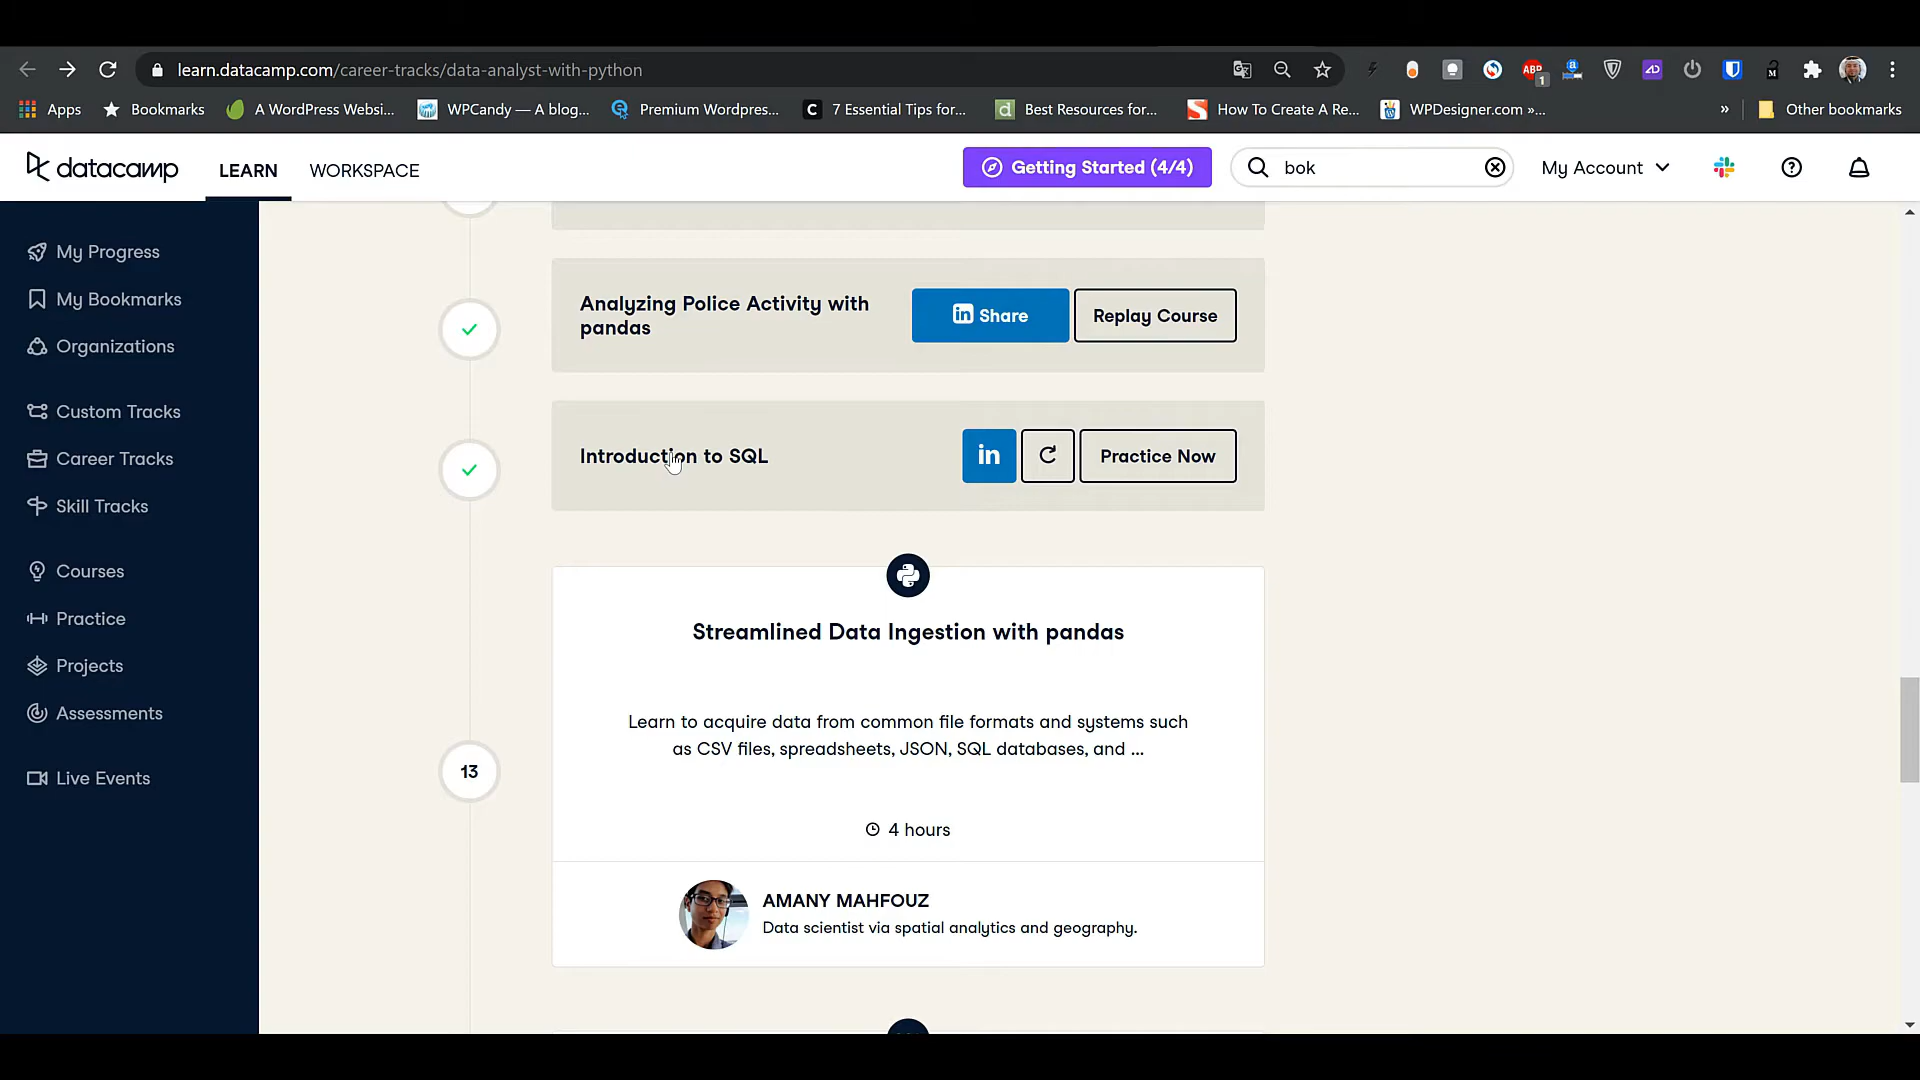 learn.datacamp.com/career-tracks/data-analyst-with-python
ABP
1
Apps
Bookmarks
A WordPress Websi...
WPCandy — A blog...
Premium Wordpres...
7 Essential Tips for...
Best Resources for...
How To Create A Re...
WPDesigner.com »...
»
Other bookmarks
datacamp
LEARN
WORKSPACE
Getting Started (4/4)
bok
My Account
My Progress
My Bookmarks
Organizations
Custom Tracks
Career Tracks
Skill Tracks
Courses
Practice
Projects
Assessments
Live Events
Analyzing Police Activity with
pandas
in Share
Replay Course
Introduction to SQL
in
Practice Now
Streamlined Data Ingestion with pandas
Learn to acquire data from common file formats and systems such
as CSV files, spreadsheets, JSON, SQL databases, and ...
13
4 hours
AMANY MAHFOUZ
Data scientist via spatial analytics and geography.